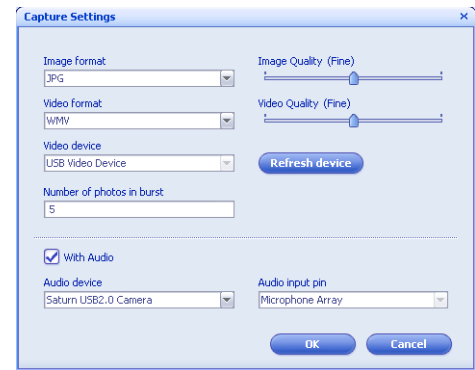 Capture Settings
Image format
Image Quality (Fine)
JPG
Video format
Video Quality (Fine)
WMV
Video device
USB Video Device
Refresh device
Number of photos in burst
5
With Audio
Audio device
Audio input pin
Saturn USB2.0 Camera
Microphone Array
OK
Cancel